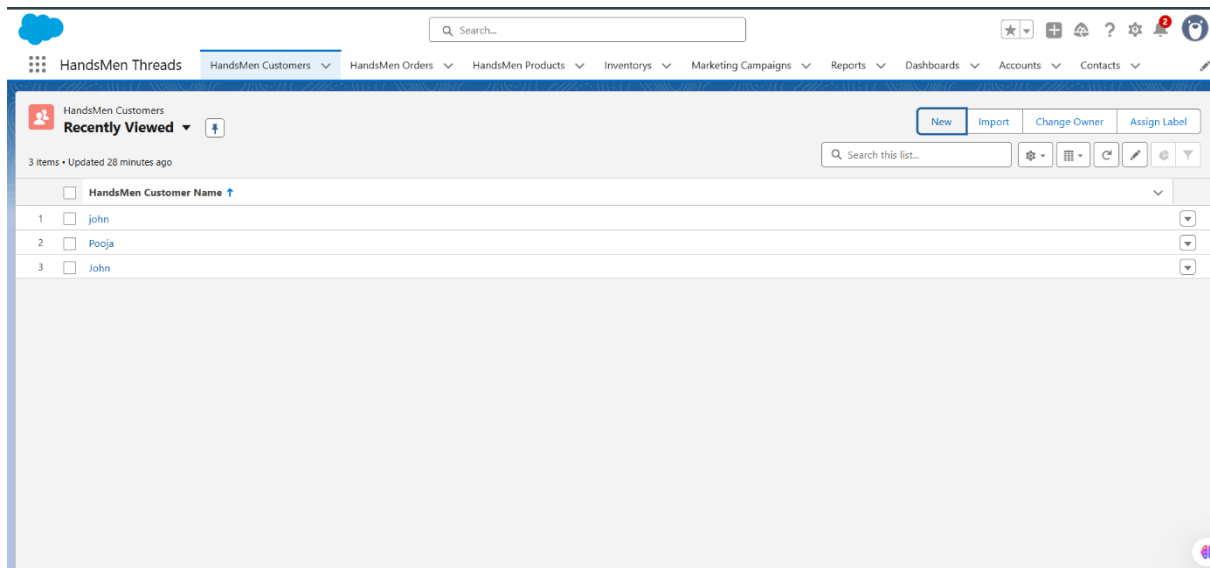 Search...
2
HandsMen Threads HandsMen Customers HandsMen Orders HandsMen Products Inventorys Marketing Campaigns Reports Dashboards Accounts Contacts
HandsMen Customers
Recently Viewed
New Import Change Owner Assign Label
3 items • Updated 28 minutes ago
Search this list...
HandsMen Customer Name
1 john
2 Pooja
3 John